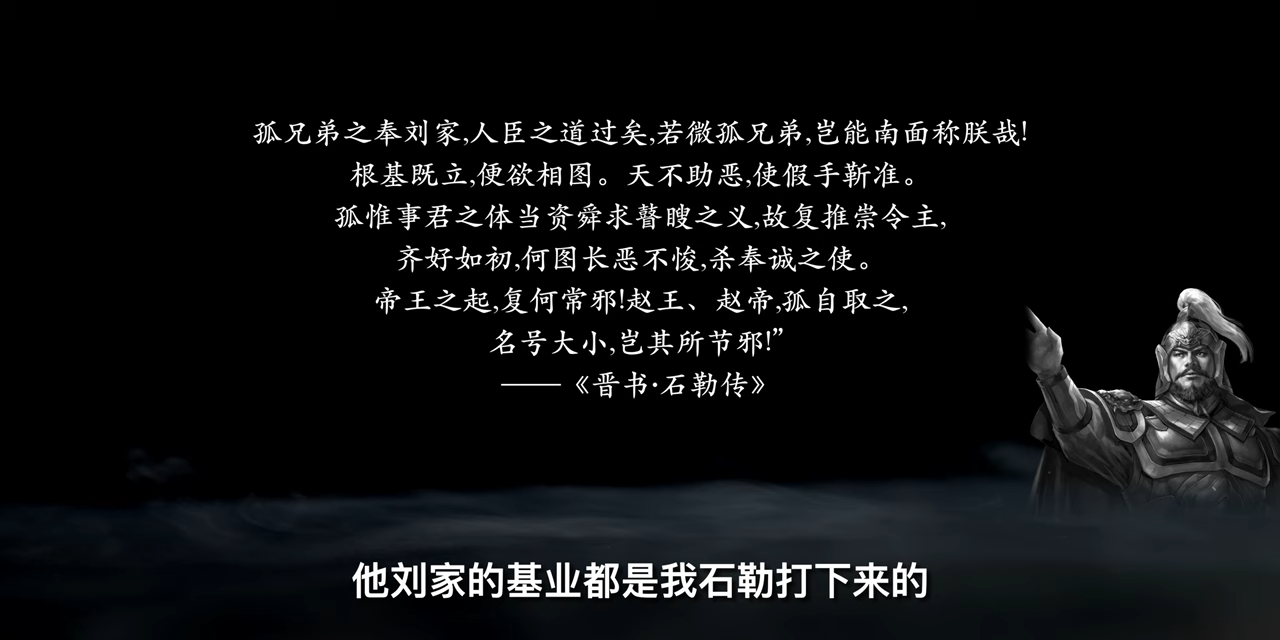 孤兄弟之奉刘家,人臣之道过矣,若微孤兄弟,岂能南面称朕哉!
根基既立,便欲相图。天不助恶,使假手靳准。
孤惟事君之体当资舜求瞽瞍之义,故复推崇令主,
齐好如初,何图长恶不悛,杀奉诚之使。
帝王之起,复何常邪!赵王、赵帝,孤自取之,
名号大小,岂其所节邪!”
——《晋书·石勒传》
他刘家的基业都是我石勒打下来的